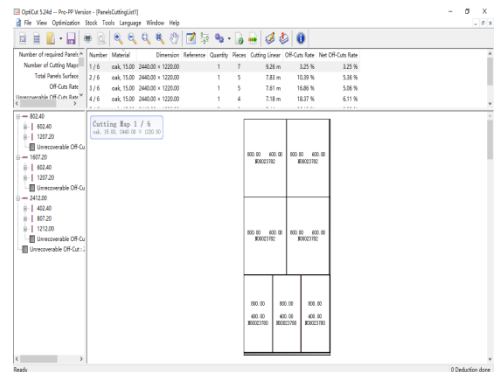 OptiCut 5.24d -- Pro-PP Version - [PanelsCuttingList1]
File View Optimization Stock Tools Language Window Help
Number of required Panels
Number of Cutting Maps
Total Panels Surface
Off-Cuts Rate
Unrecoverable Off-Cuts Rate
Number Material Dimension Reference Quantity Pieces Cutting Linear Off-Cuts Rate Net Off-Cuts Rate
1 / 6 oak, 15.00 2440.00 × 1220.00 1 7 9.26 m 3.25 % 3.25 %
2 / 6 oak, 15.00 2440.00 × 1220.00 1 5 7.83 m 10.39 % 5.36 %
3 / 6 oak, 15.00 2440.00 × 1220.00 1 5 7.61 m 16.86 % 5.06 %
4 / 6 oak, 15.00 2440.00 × 1220.00 1 4 7.18 m 18.37 % 6.11 %
802.40
602.40
1207.20
Unrecoverable Off-Cu
1607.20
602.40
1207.20
Unrecoverable Off-Cu
2412.00
402.40
807.20
1212.00
Unrecoverable Off-Cu
Unrecoverable Off-Cut :
Cutting Map 1 / 6
oak, 15.00, 2440.00 × 1220.00
800.00 600.00 800.00 600.00
800.00 600.00 800.00 600.00
800.00 800.00 800.00
400.00 400.00 400.00
Ready
0 Deduction done